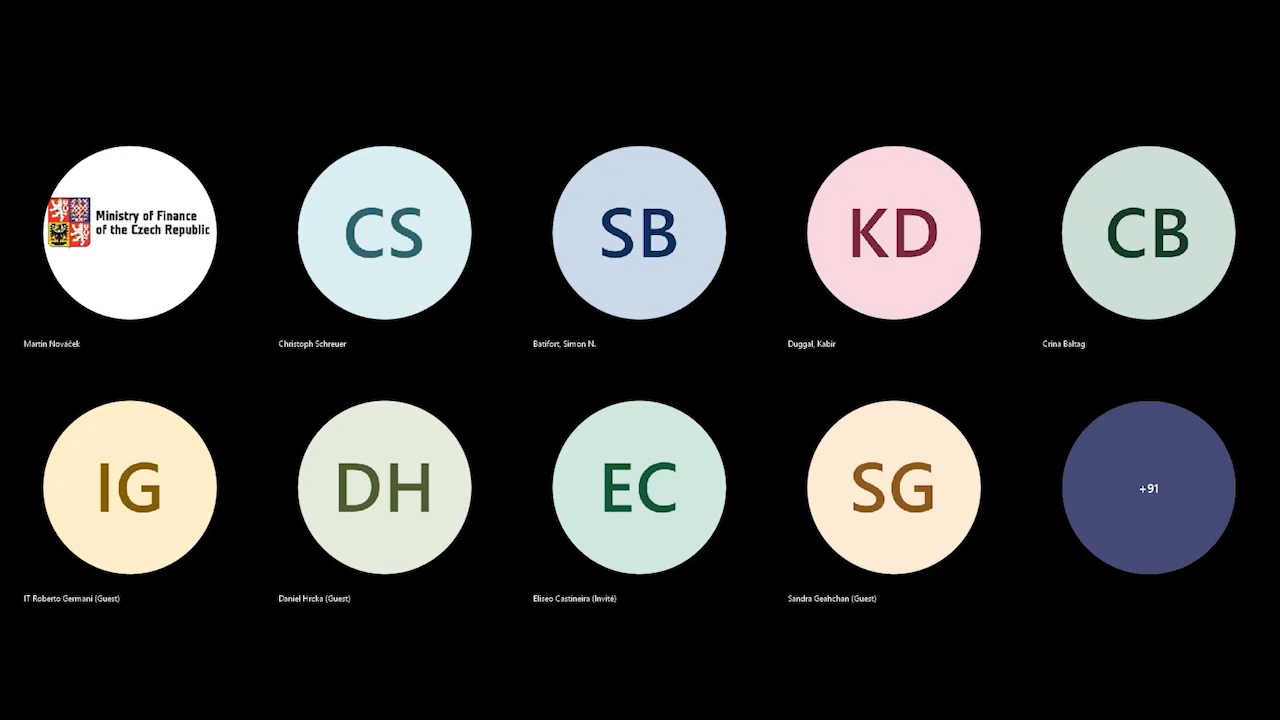 Ministry of Finance
of the Czech Republic
CS
SB
KD
CB
Martin Nováček
Christoph Schreuer
Batifort, Simon N.
Duggal, Kabir
Crina Baltag
IG
DH
EC
SG
+91
IT Roberto Germani (Guest)
Daniel Hrcka (Guest)
Eliseo Castineira (Invité)
Sandra Geahchan (Guest)